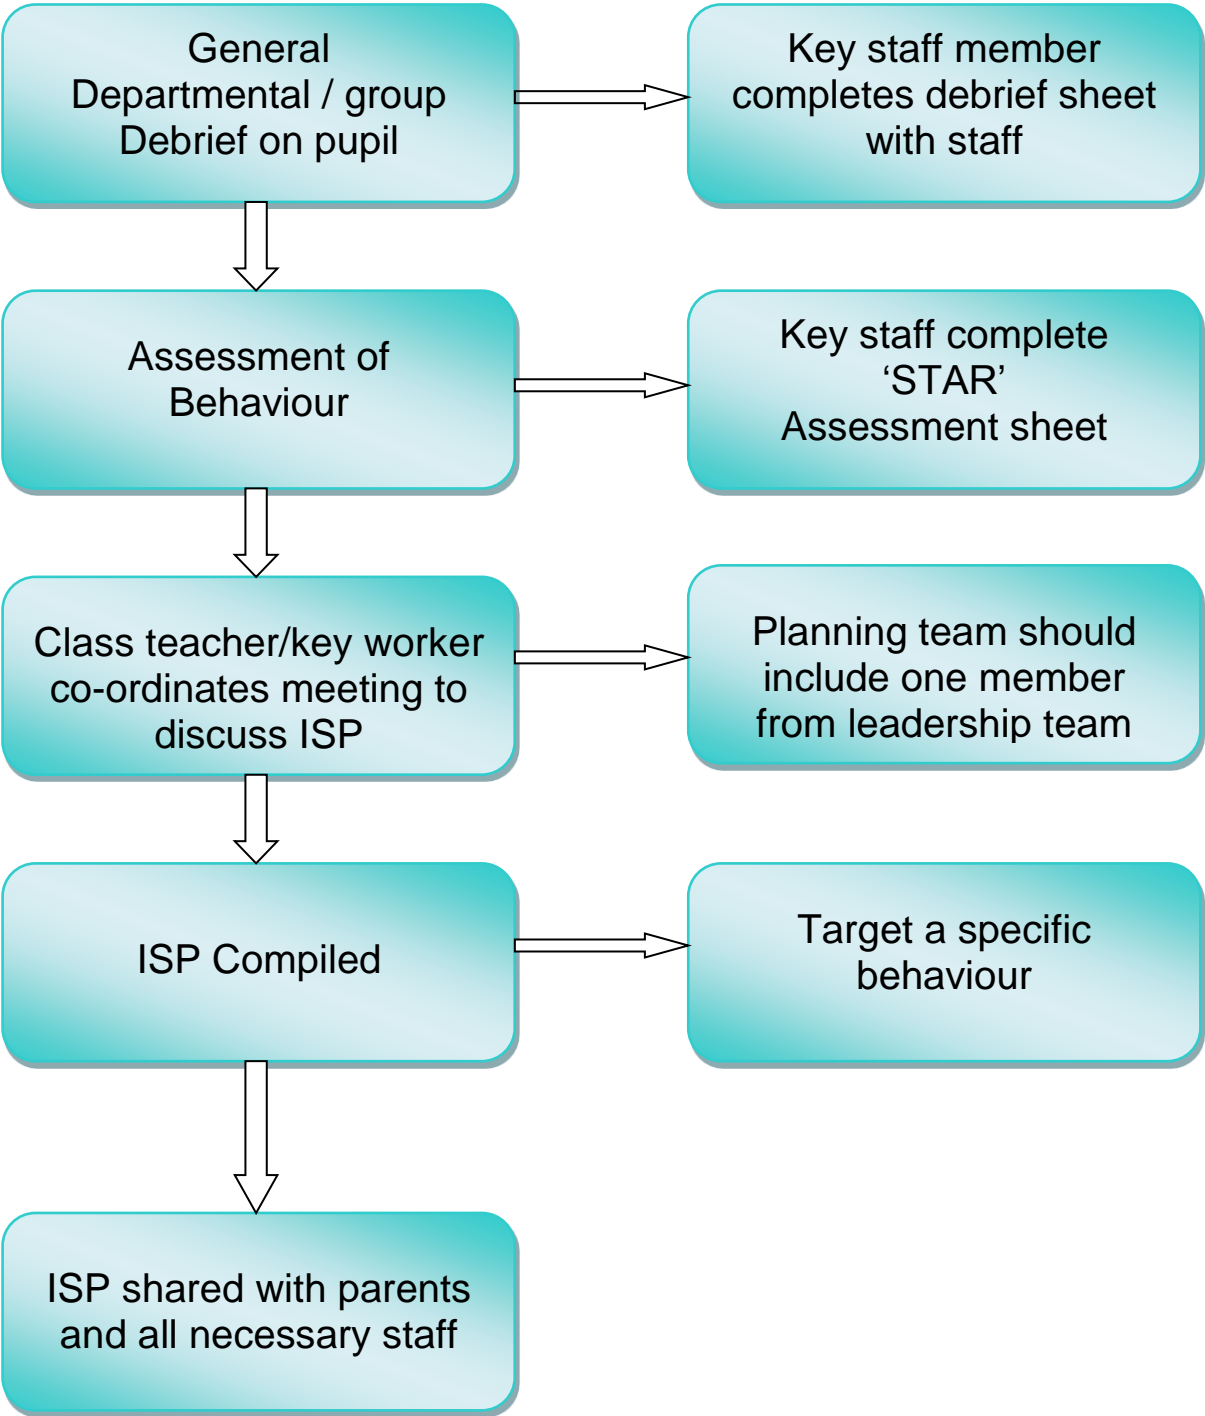 General
Departmental / group
Debrief on pupil
Key staff member
completes debrief sheet
with staff
Assessment of
Behaviour
Key staff complete
‘STAR’
Assessment sheet
Class teacher/key worker
co-ordinates meeting to
discuss ISP
Planning team should
include one member
from leadership team
ISP Compiled
Target a specific
behaviour
ISP shared with parents
and all necessary staff